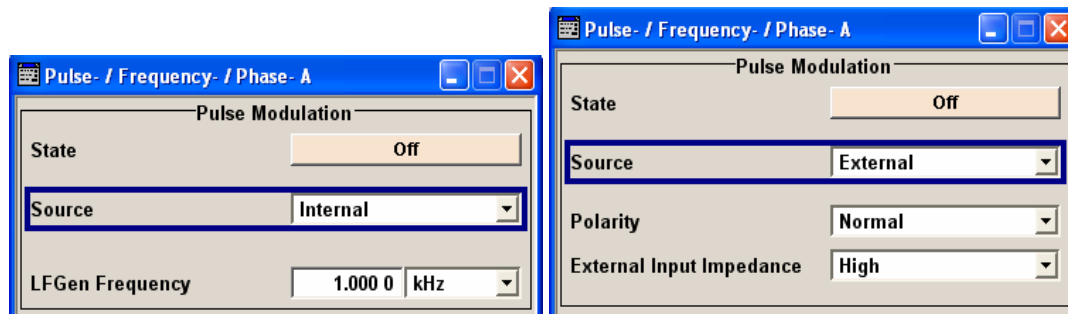 Pulse- / Frequency- / Phase- A
Pulse Modulation
State Off
Source Internal
LFGen Frequency 1.000 0 kHz
Pulse- / Frequency- / Phase- A
Pulse Modulation
State Off
Source External
Polarity Normal
External Input Impedance High